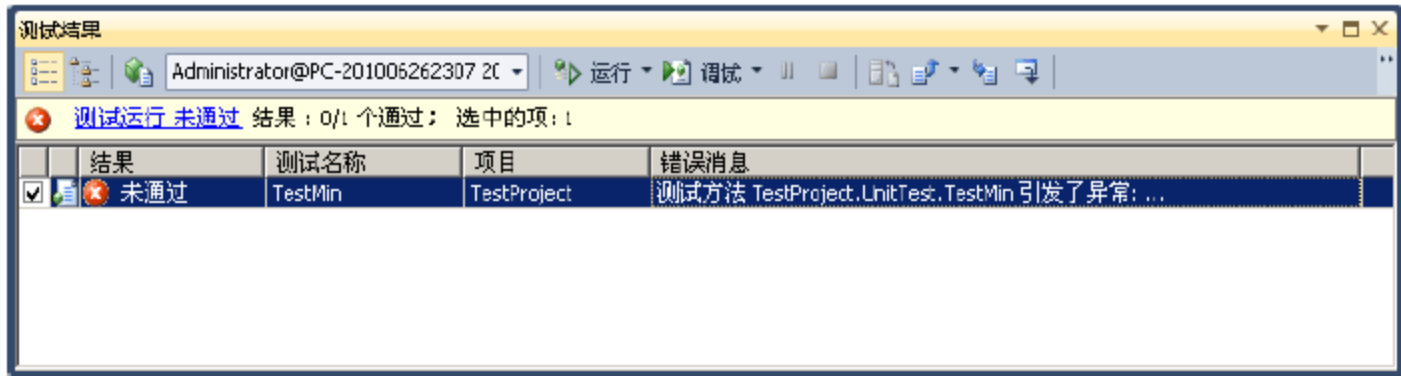 测试结果
Administrator@PC-201006262307 20 运行 调试
测试运行 未通过 结果：0/1 个通过； 选中的项: 1
结果 测试名称 项目 错误消息
未通过 TestMin TestProject 测试方法 TestProject.UnitTest.TestMin 引发了异常: ...